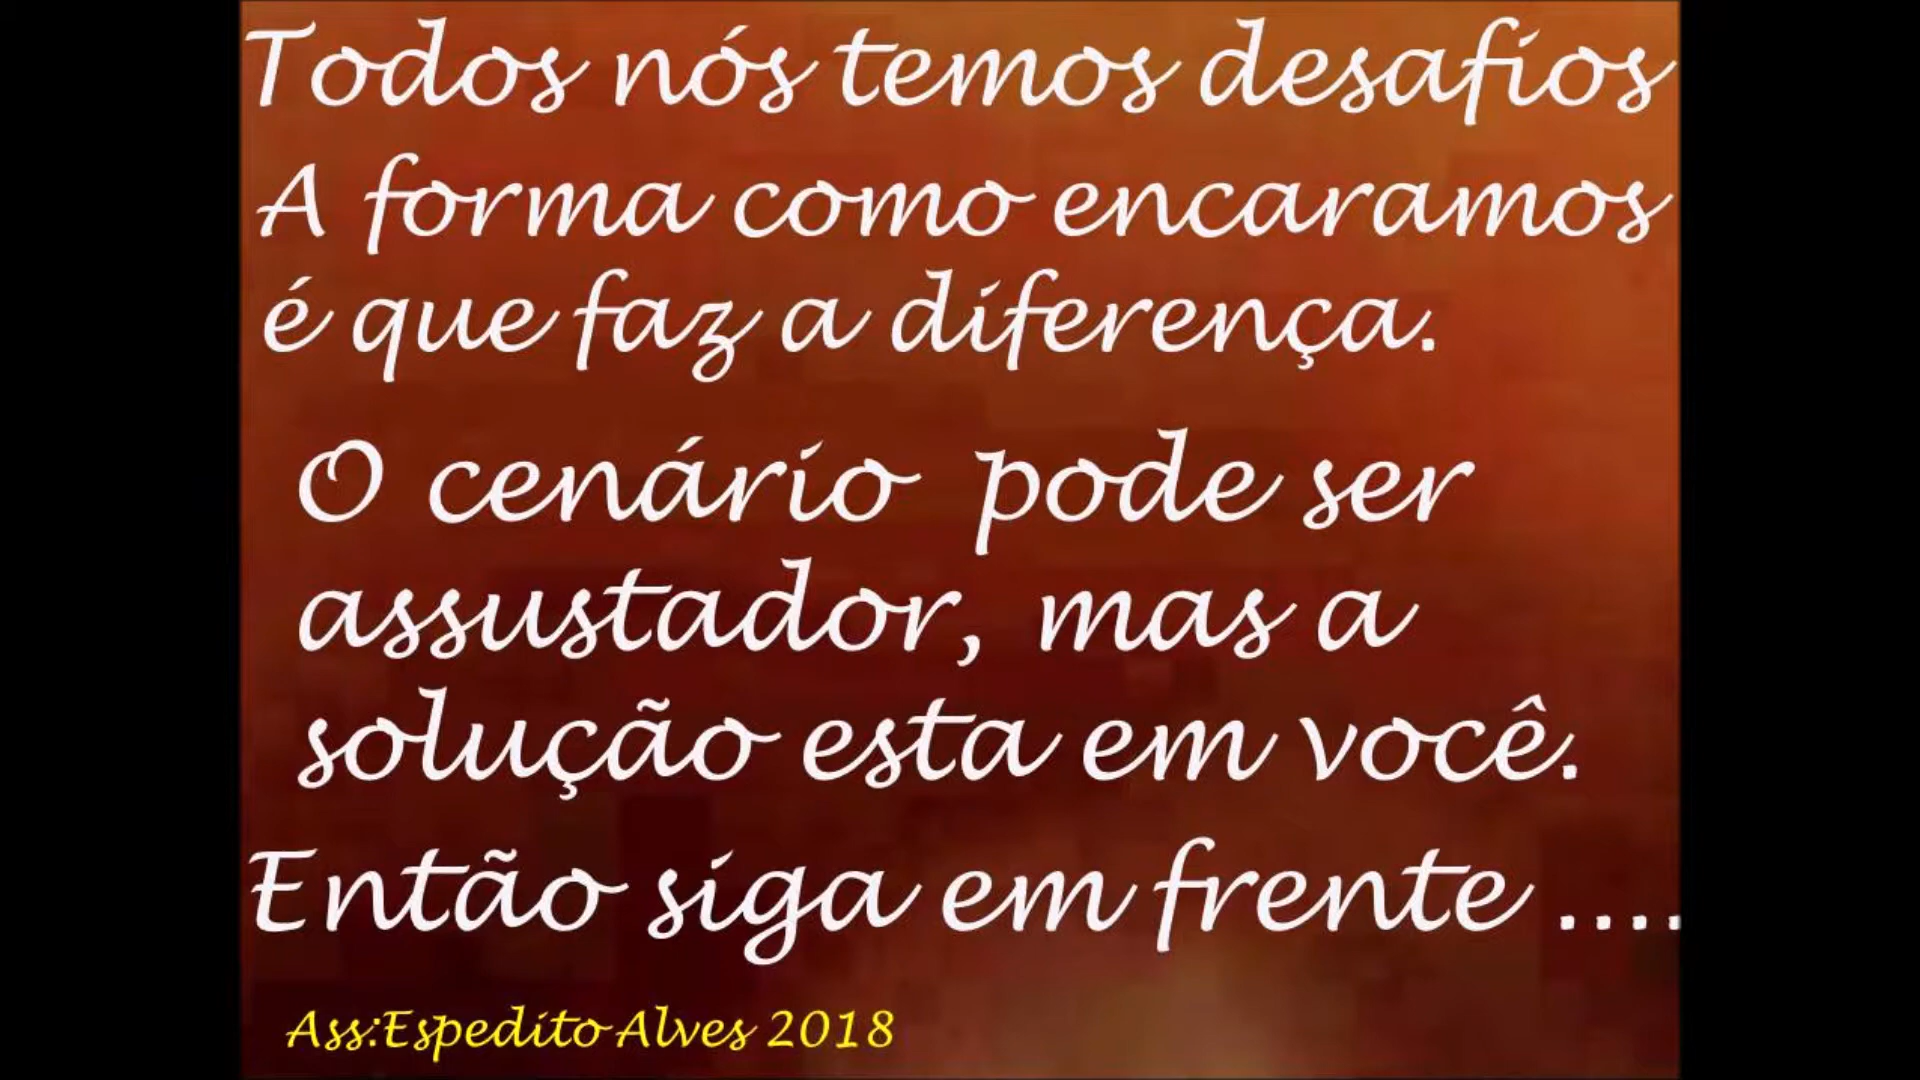 Todos nós temos desafios
A forma como encaramos
é que faz a diferença.
O cenário pode ser
assustador, mas a
solução esta em você.
Então siga em frente ....
Ass:Espedito Alves 2018